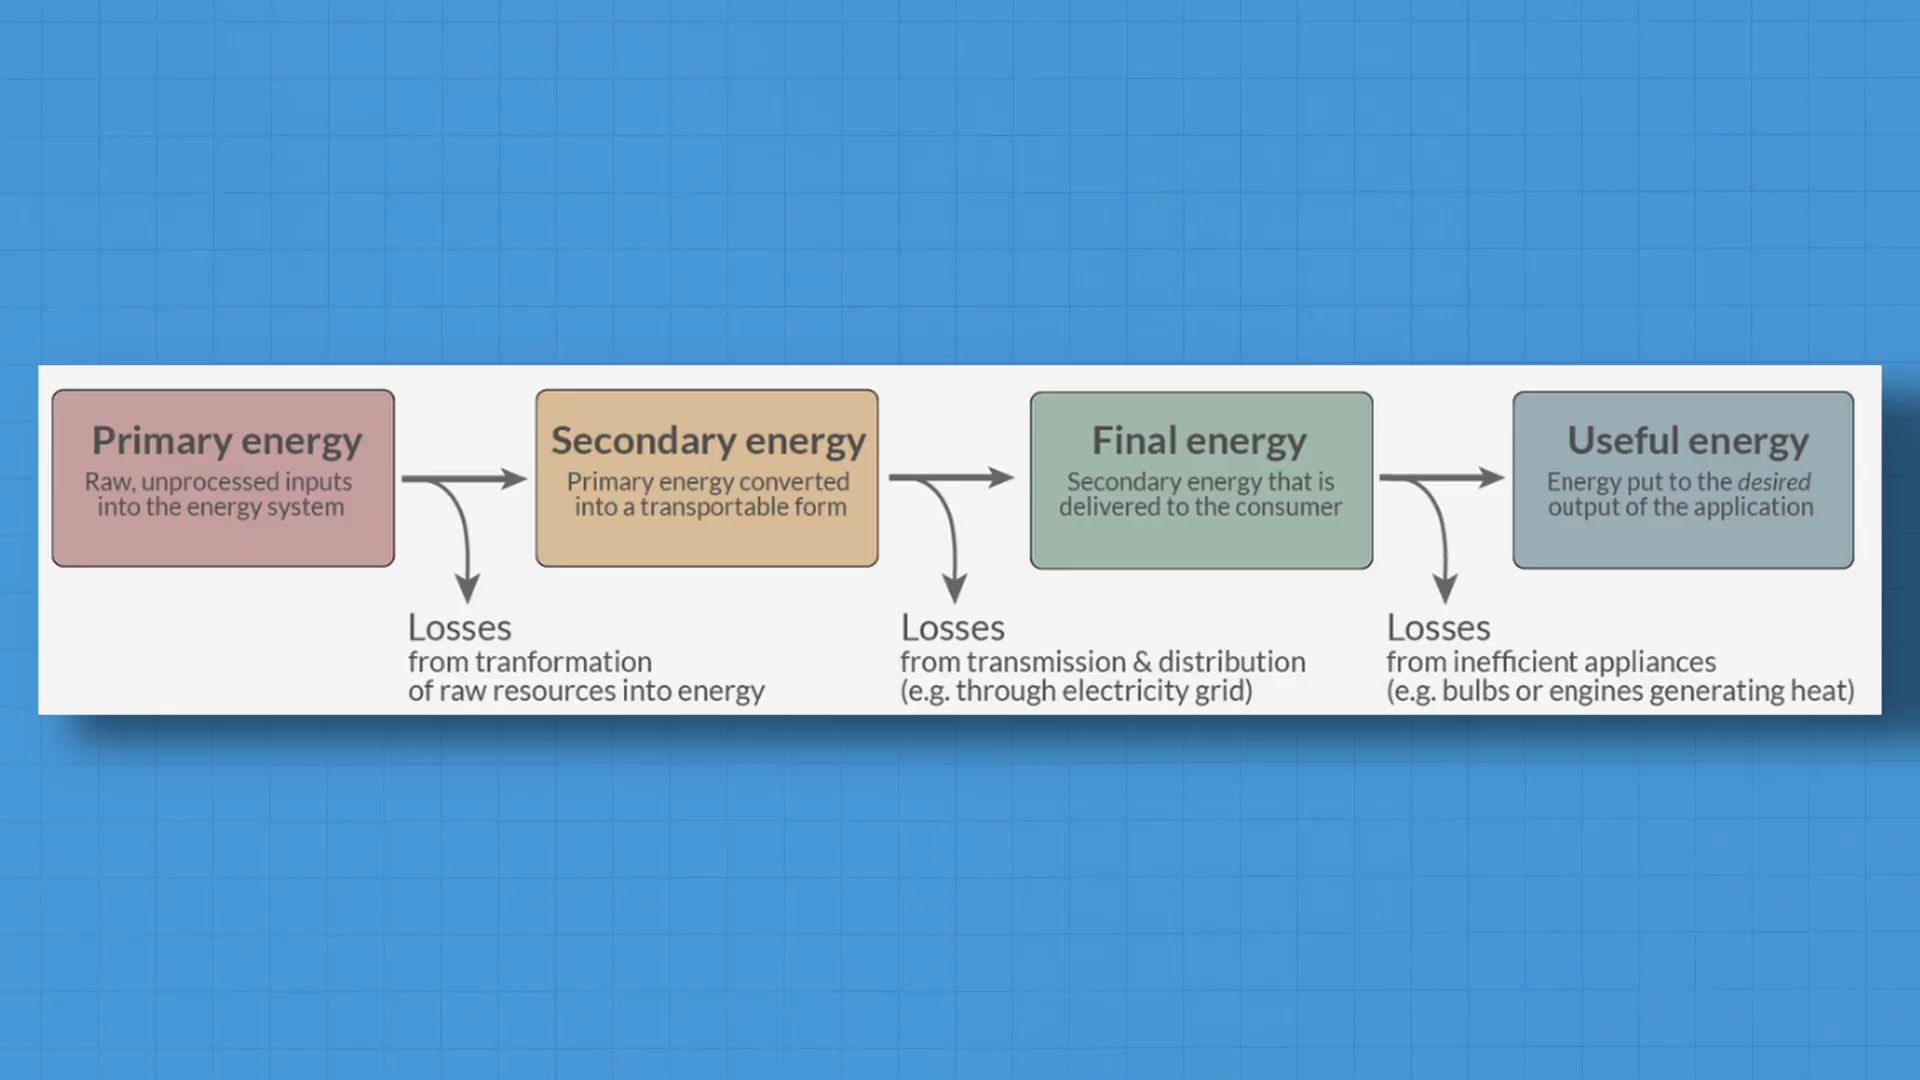 Primary energy
Raw, unprocessed inputs
into the energy system
Secondary energy
Primary energy converted
into a transportable form
Final energy
Secondary energy that is
delivered to the consumer
Useful energy
Energy put to the desired
output of the application
Losses
from tranformation
of raw resources into energy
Losses
from transmission & distribution
(e.g. through electricity grid)
Losses
from inefficient appliances
(e.g. bulbs or engines generating heat)